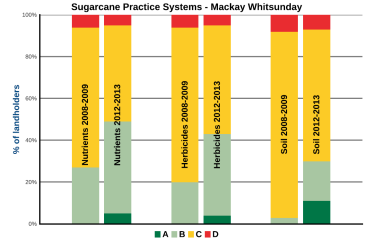 Sugarcane Practice Systems - Mackay Whitsunday
100%
80%
60%
40%
20%
0%
% of landholders
Nutrients 2008-2009
Nutrients 2012-2013
Herbicides 2008-2009
Herbicides 2012-2013
Soil 2008-2009
Soil 2012-2013
A B C D